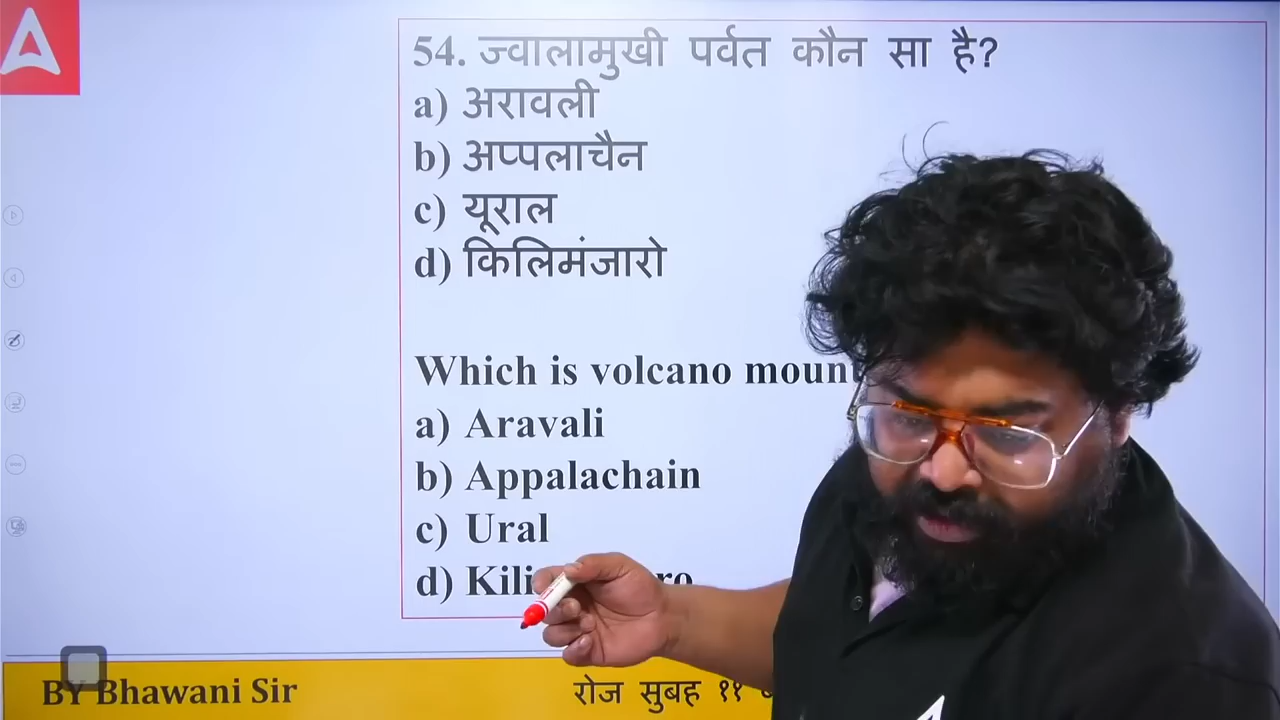 54. ज्वालामुखी पर्वत कौन सा है?
a) अरावली
b) अप्पलाचैन
c) यूराल
d) किलिमंजारो
Which is volcano
a) Aravali
b) Appalachain
c) Ural
d)
BY Bhawani Sir
रोज सुबह ११